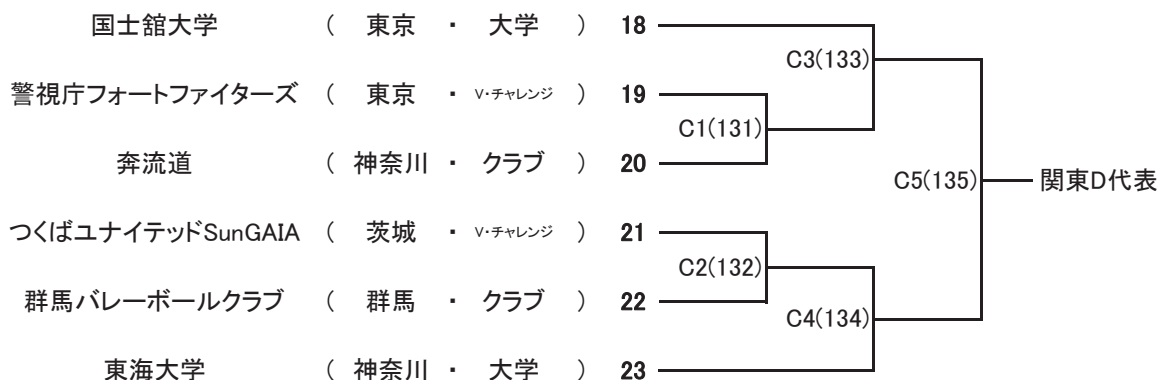 国士舘大学 ( 東京 ・ 大学 ) 18
C3(133)
警視庁フォートファイターズ ( 東京 ・ V・チャレンジ ) 19
C1(131)
奔流道 ( 神奈川 ・ クラブ ) 20
C5(135) 関東D代表
つくばユナイテッドSunGAIA ( 茨城 ・ V・チャレンジ ) 21
C2(132)
群馬バレーボールクラブ ( 群馬 ・ クラブ ) 22
C4(134)
東海大学 ( 神奈川 ・ 大学 ) 23